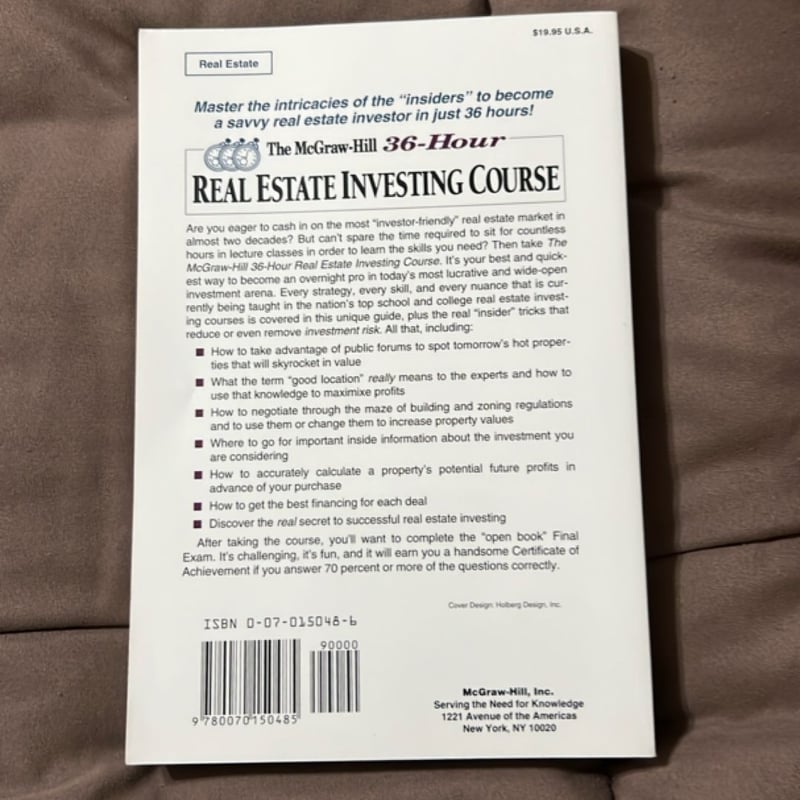 $19.95 U.S.A.
Real Estate
Master the intricacies of the "insiders" to become
a savvy real estate investor in just 36 hours!
The McGraw-Hill 36-Hour
REAL ESTATE INVESTING COURSE
Are you eager to cash in on the most "investor-friendly" real estate market in
almost two decades? But can't spare the time required to sit for countless
hours in lecture classes in order to learn the skills you need? Then take The
McGraw-Hill 36-Hour Real Estate Investing Course. It's your best and quick-
est way to become an overnight pro in today's most lucrative and wide-open
investment arena. Every strategy, every skill, and every nuance that is cur-
rently being taught in the nation's top school and college real estate invest-
ing courses is covered in this unique guide, plus the real "insider" tricks that
reduce or even remove investment risk. All that, including:
■ How to take advantage of public forums to spot tomorrow's hot proper-
ties that will skyrocket in value
■ What the term "good location" really means to the experts and how to
use that knowledge to maximixe profits
■ How to negotiate through the maze of building and zoning regulations
and to use them or change them to increase property values
■ Where to go for important inside information about the investment you
are considering
■ How to accurately calculate a property's potential future profits in
advance of your purchase
■ How to get the best financing for each deal
■ Discover the real secret to successful real estate investing
After taking the course, you'll want to complete the "open book" Final
Exam. It's challenging, it's fun, and it will earn you a handsome Certificate of
Achievement if you answer 70 percent or more of the questions correctly.
Cover Design: Holberg Design, Inc.
ISBN 0-07-015048-6
90000
9 780070 150485
McGraw-Hill, Inc.
Serving the Need for Knowledge
1221 Avenue of the Americas
New York, NY 10020